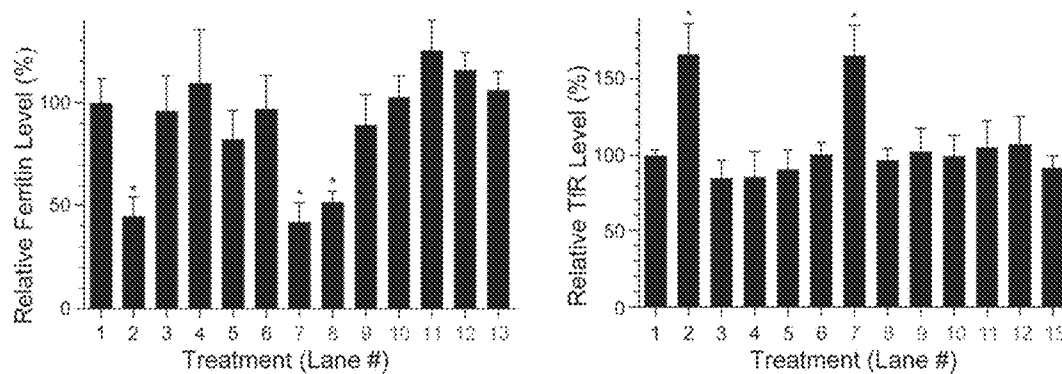 Relative Ferritin Level (%)
100
50
0
*
*
*
1 2 3 4 5 6 7 8 9 10 11 12 13
Treatment (Lane #)
Relative TfR Level (%)
150
100
50
0
*
*
1 2 3 4 5 6 7 8 9 10 11 12 13
Treatment (Lane #)